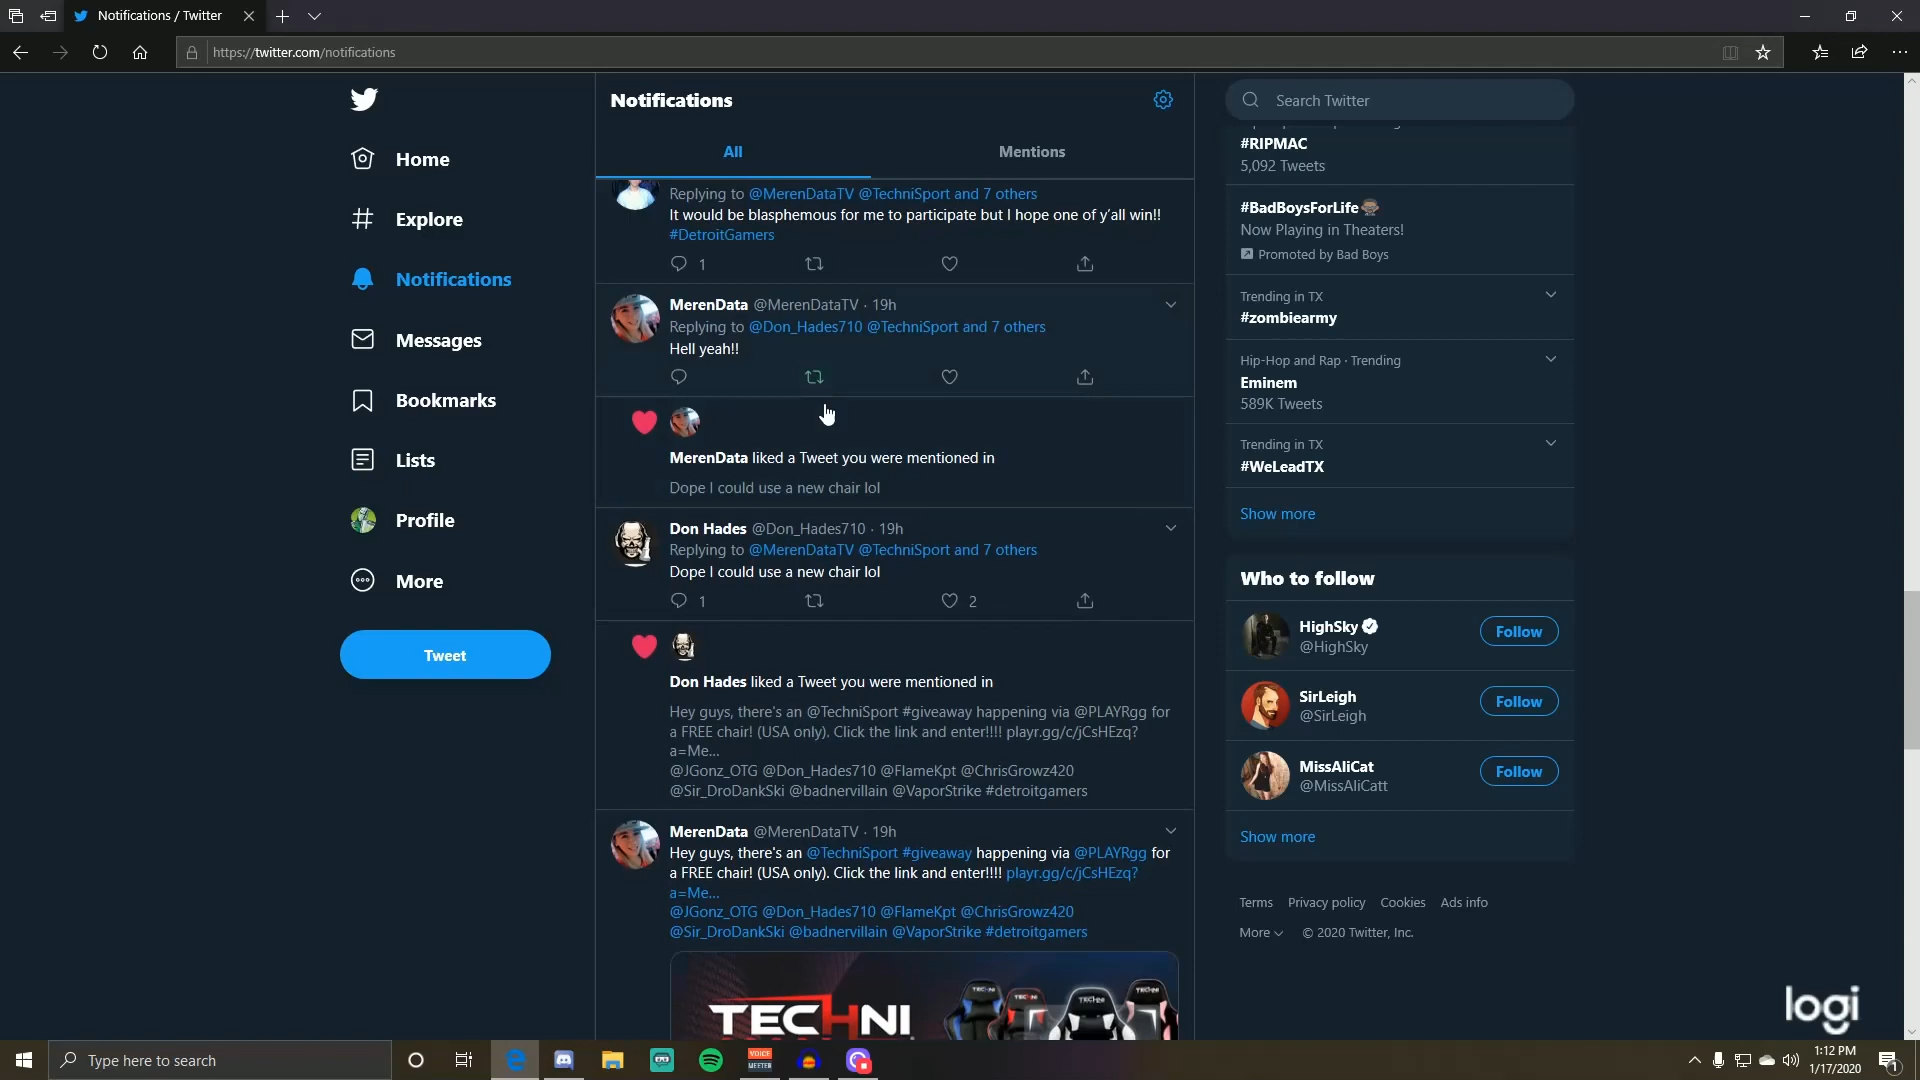 Notifications / Twitter
https://twitter.com/notifications
Home
Explore
Notifications
Messages
Bookmarks
Lists
Profile
More
Tweet
Notifications
All
Mentions
Replying to @MerenDataTV @TechniSport and 7 others
It would be blasphemous for me to participate but I hope one of y'all win!!
#DetroitGamers
1
MerenData @MerenDataTV · 19h
Replying to @Don_Hades710 @TechniSport and 7 others
Hell yeah!!
MerenData liked a Tweet you were mentioned in
Dope I could use a new chair lol
Don Hades @Don_Hades710 · 19h
Replying to @MerenDataTV @TechniSport and 7 others
Dope I could use a new chair lol
1 2
Don Hades liked a Tweet you were mentioned in
Hey guys, there's an @TechniSport #giveaway happening via @PLAYRgg for
a FREE chair! (USA only). Click the link and enter!!!! playr.gg/c/jCsHEzq?
a=Me...
@JGonz_OTG @Don_Hades710 @FlameKpt @ChrisGrowz420
@Sir_DroDankSki @badnervillain @VaporStrike #detroitgamers
MerenData @MerenDataTV · 19h
Hey guys, there's an @TechniSport #giveaway happening via @PLAYRgg for
a FREE chair! (USA only). Click the link and enter!!!! playr.gg/c/jCsHEzq?
a=Me...
@JGonz_OTG @Don_Hades710 @FlameKpt @ChrisGrowz420
@Sir_DroDankSki @badnervillain @VaporStrike #detroitgamers
TECHNI
Search Twitter
#RIPMAC
5,092 Tweets
#BadBoysForLife
Now Playing in Theaters!
Promoted by Bad Boys
Trending in TX
#zombiearmy
Hip-Hop and Rap · Trending
Eminem
589K Tweets
Trending in TX
#WeLeadTX
Show more
Who to follow
HighSky
@HighSky
Follow
SirLeigh
@SirLeigh
Follow
MissAliCat
@MissAliCatt
Follow
Show more
Terms Privacy policy Cookies Ads info
More © 2020 Twitter, Inc.
logi
Type here to search
VOICE
MEETER
1:12 PM
1/17/2020
1